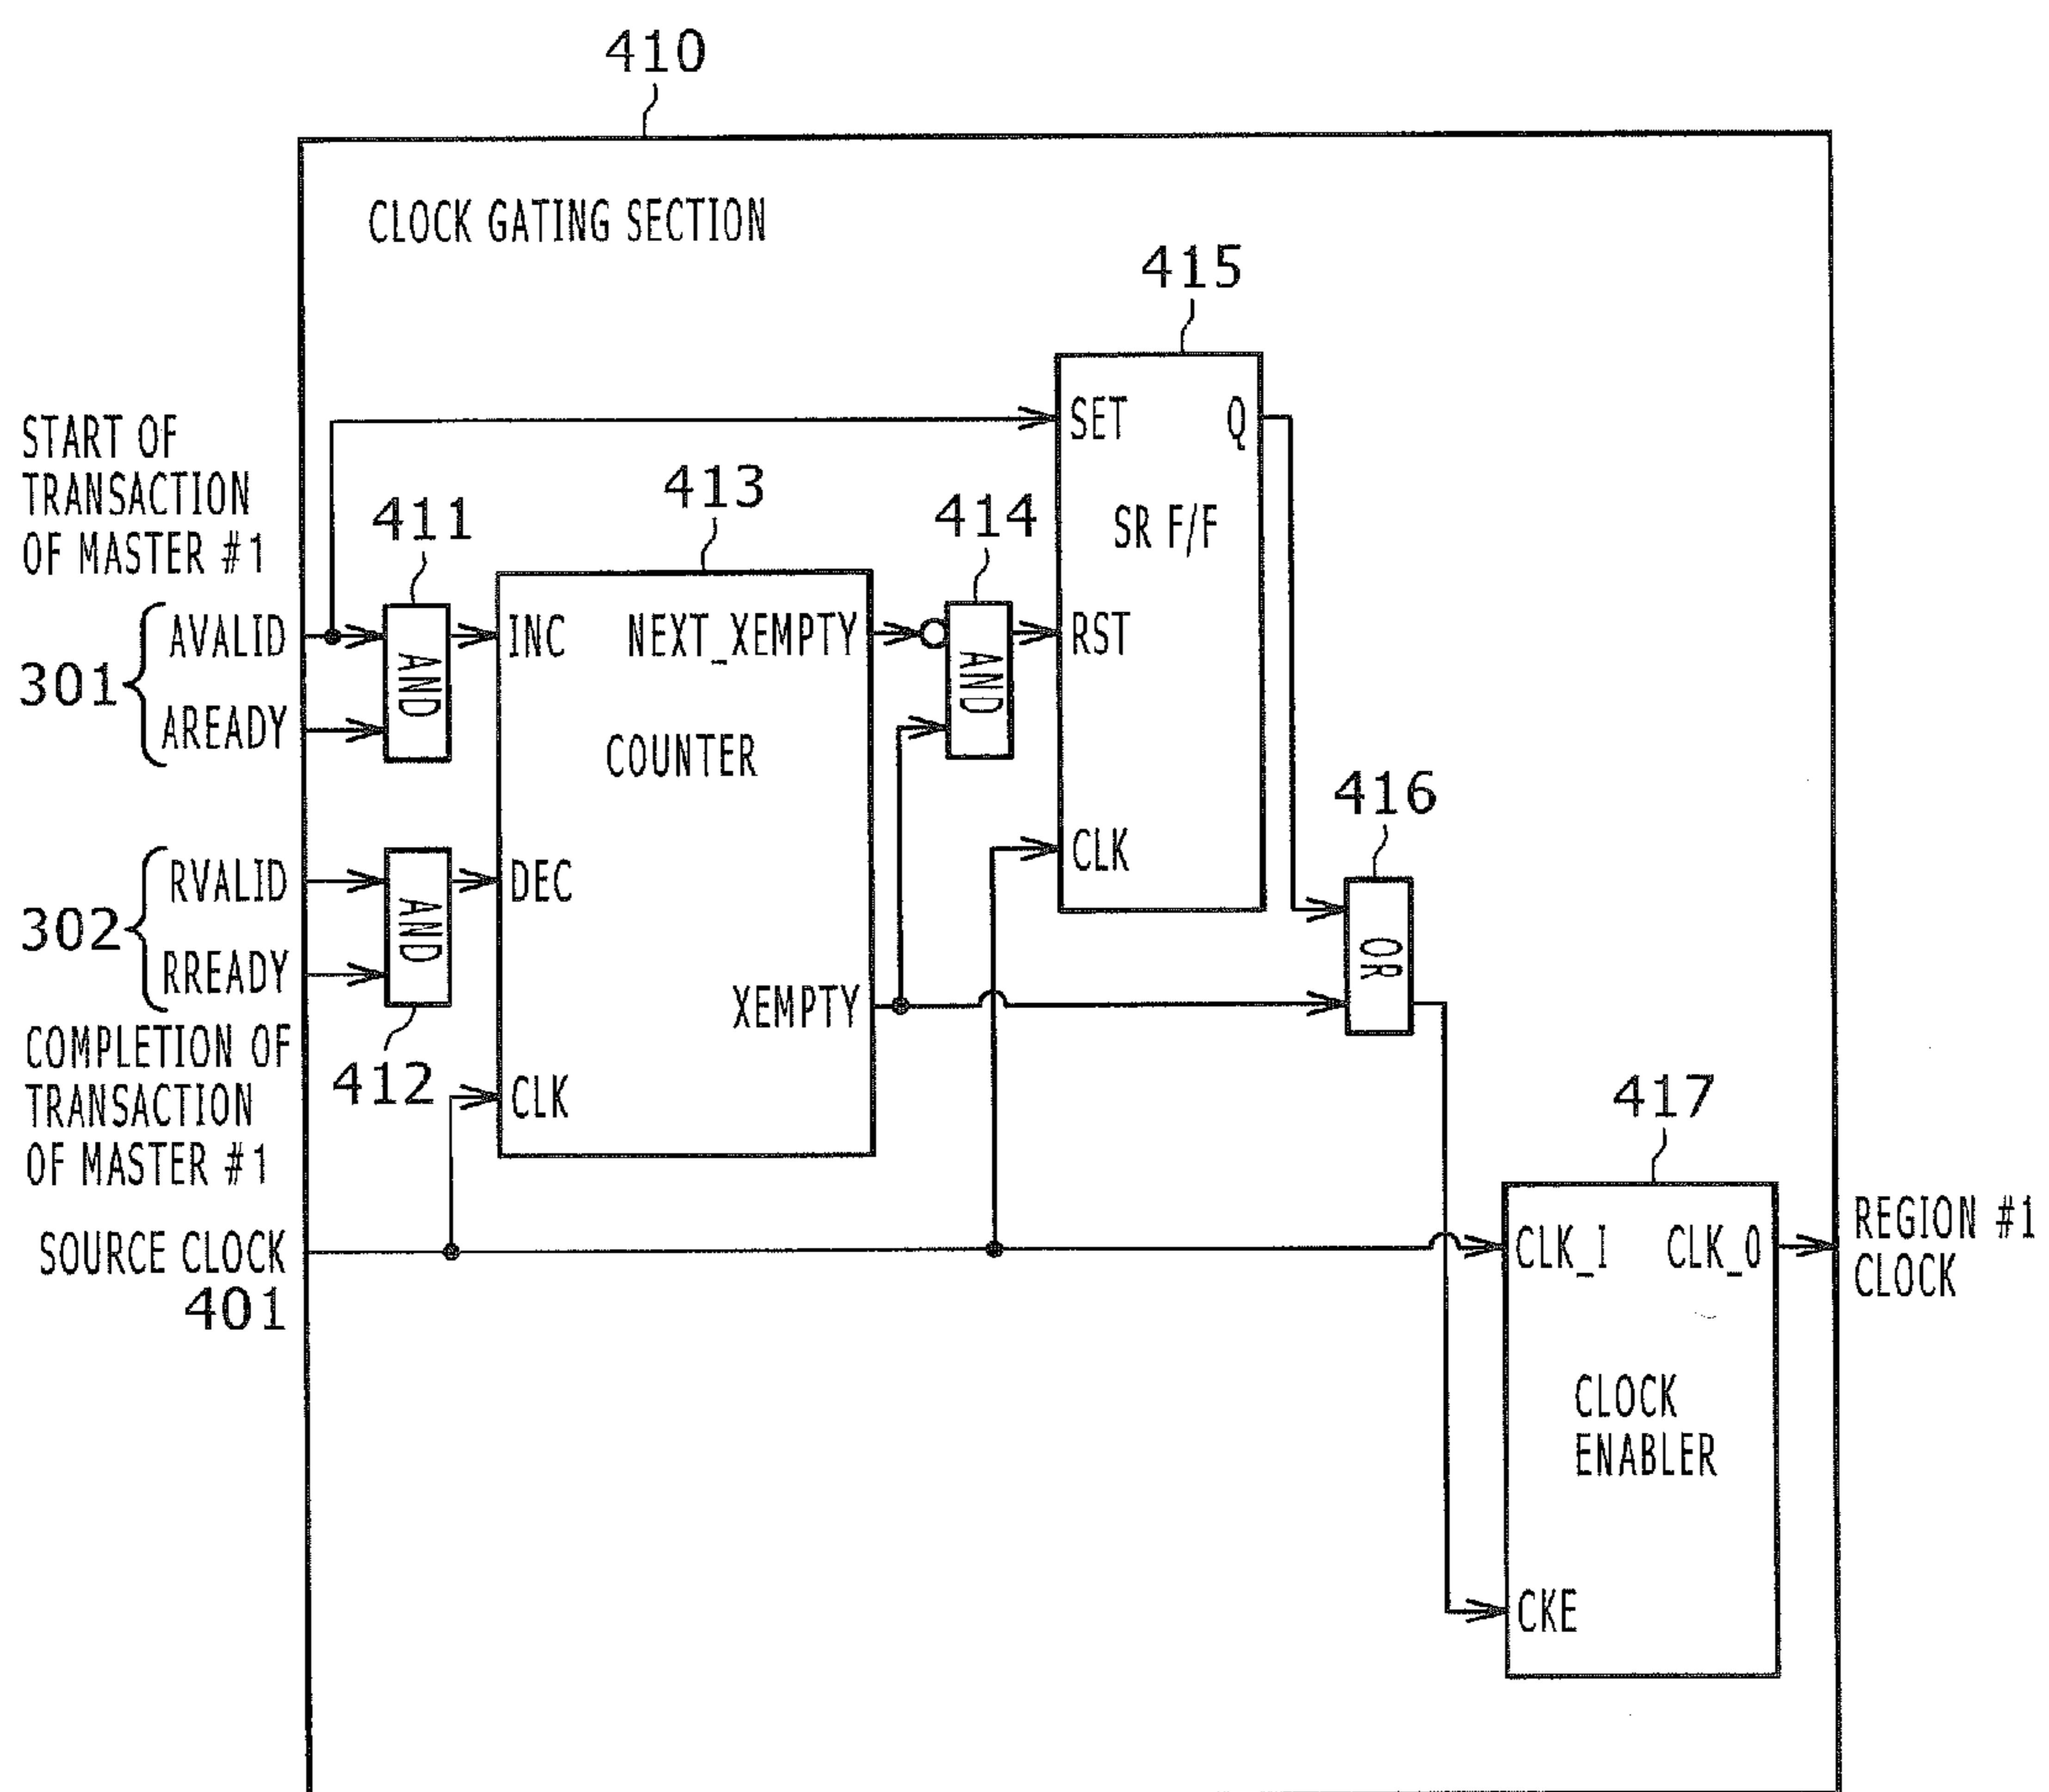 410
CLOCK GATING SECTION
415
SET
Q
SR F/F
RST
CLK
START OF
TRANSACTION
OF MASTER #1
411
413
414
301
AVALID
AREADY
AND
INC
NEXT_XEMPTY
COUNTER
AND
302
RVALID
RREADY
AND
DEC
XEMPTY
CLK
416
OR
COMPLETION OF
TRANSACTION
OF MASTER #1
412
417
SOURCE CLOCK
401
CLK_I
CLK_O
CLOCK
ENABLER
CKE
REGION #1
CLOCK